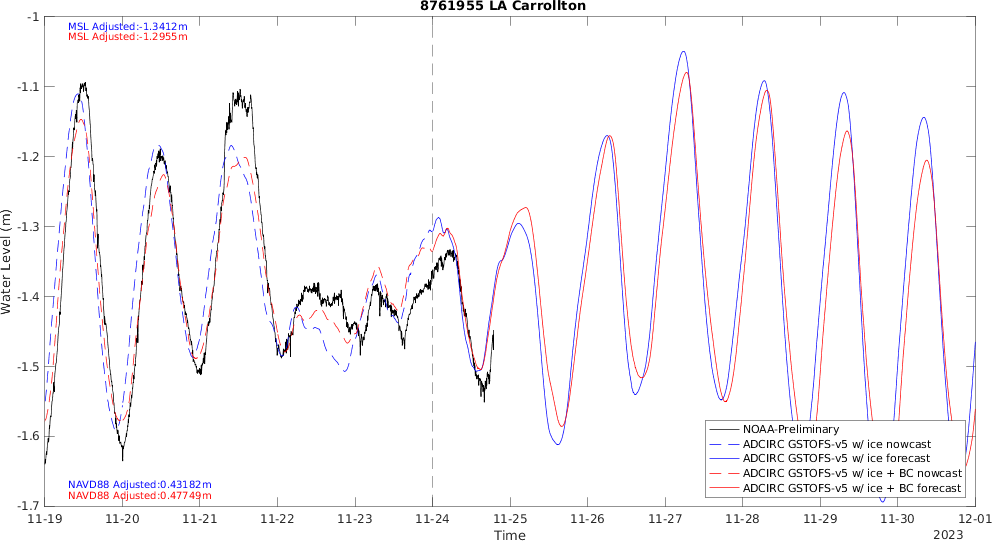 8761955 LA Carrollton
MSL Adjusted:-1.3412m
MSL Adjusted:-1.2955m
-1
-1.1
-1.2
-1.3
-1.4
-1.5
-1.6
-1.7
Water Level (m)
NAVD88 Adjusted:0.43182m
NAVD88 Adjusted:0.47749m
NOAA-Preliminary
ADCIRC GSTOFS-v5 w/ ice nowcast
ADCIRC GSTOFS-v5 w/ ice forecast
ADCIRC GSTOFS-v5 w/ ice + BC nowcast
ADCIRC GSTOFS-v5 w/ ice + BC forecast
11-19 11-20 11-21 11-22 11-23 11-24 11-25 11-26 11-27 11-28 11-29 11-30 12-01
Time
2023